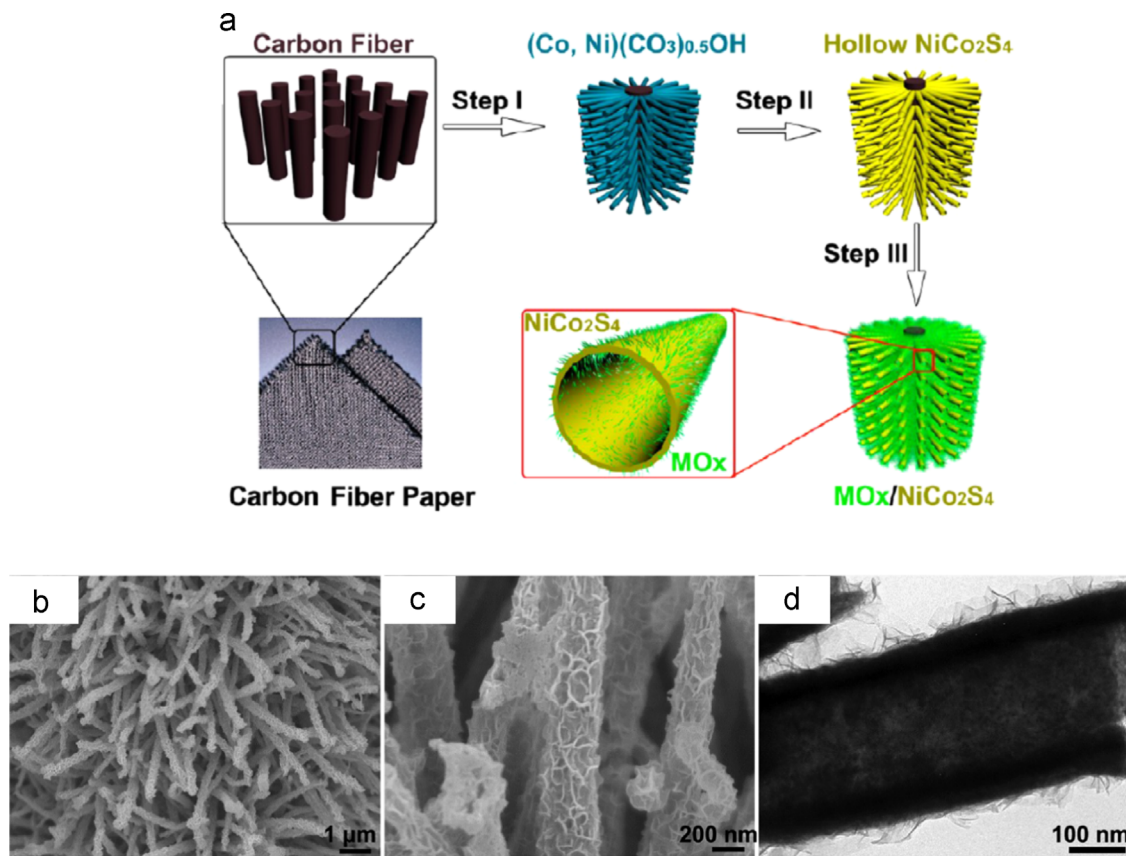 a
Carbon Fiber
(Co, Ni)(CO₃)₀.₅OH
Hollow NiCo₂S₄
Step I
Step II
Step III
NiCo₂S₄
MOx
Carbon Fiber Paper
MOx/NiCo₂S₄
b
c
d
1 μm
200 nm
100 nm